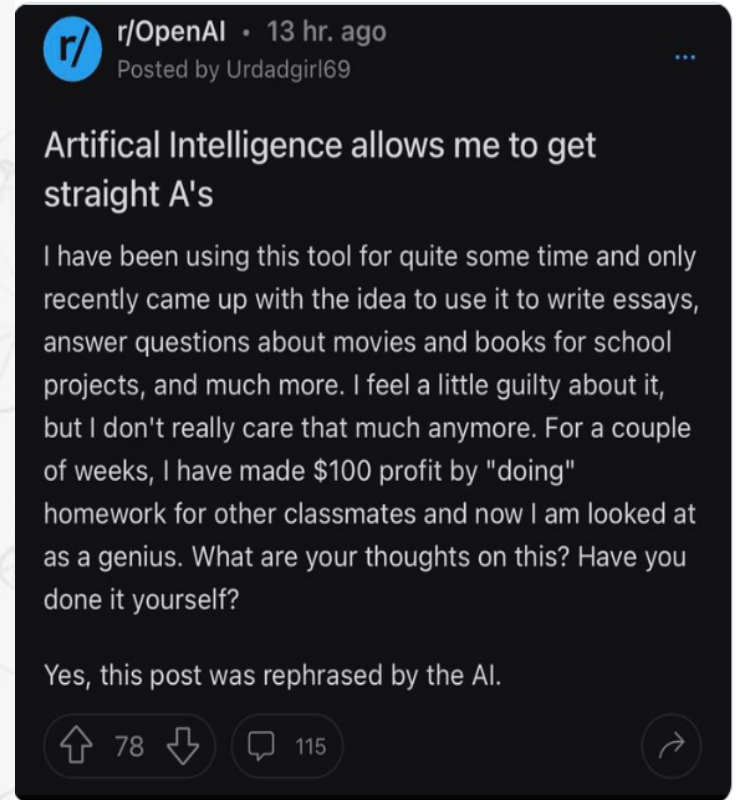 r/
r/OpenAI • 13 hr. ago
Posted by Urdadgirl69
...
Artifical Intelligence allows me to get
straight A's
I have been using this tool for quite some time and only
recently came up with the idea to use it to write essays,
answer questions about movies and books for school
projects, and much more. I feel a little guilty about it,
but I don't really care that much anymore. For a couple
of weeks, I have made $100 profit by "doing"
homework for other classmates and now I am looked at
as a genius. What are your thoughts on this? Have you
done it yourself?
Yes, this post was rephrased by the AI.
78
115